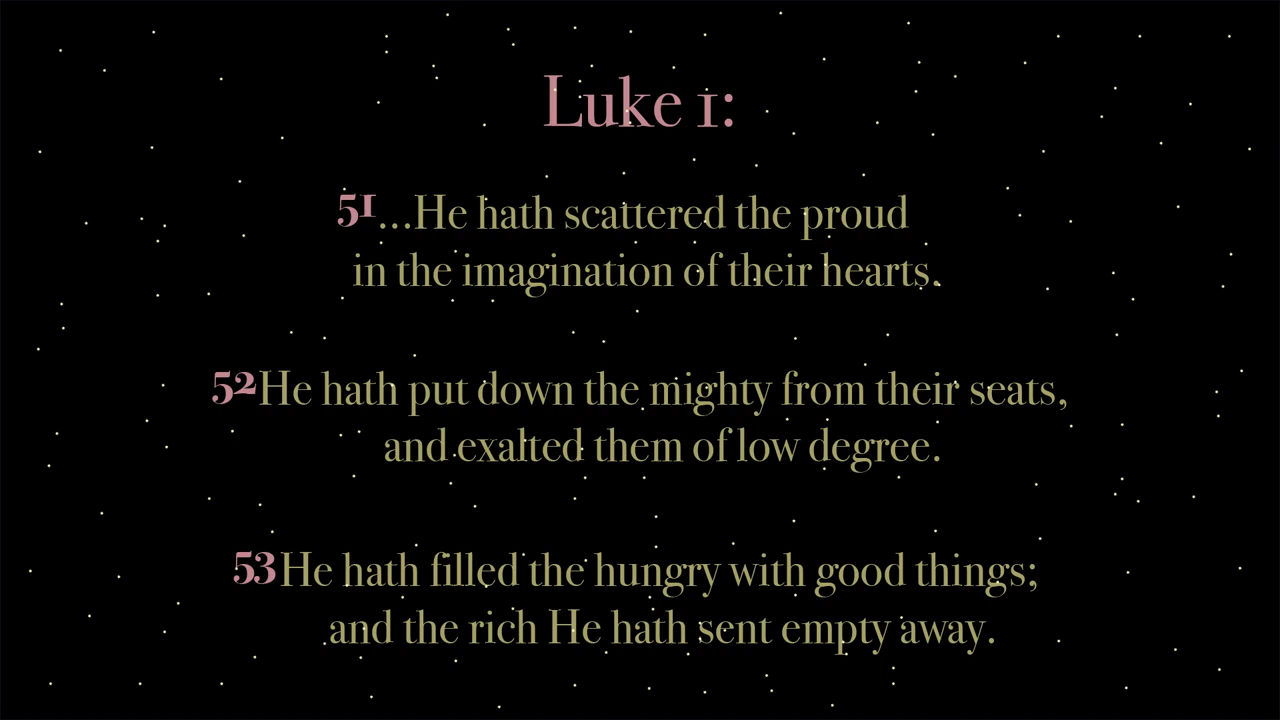 Luke 1:
51...He hath scattered the proud
in the imagination of their hearts.
52He hath put down the mighty from their seats,
and exalted them of low degree.
53He hath filled the hungry with good things;
and the rich He hath sent empty away.